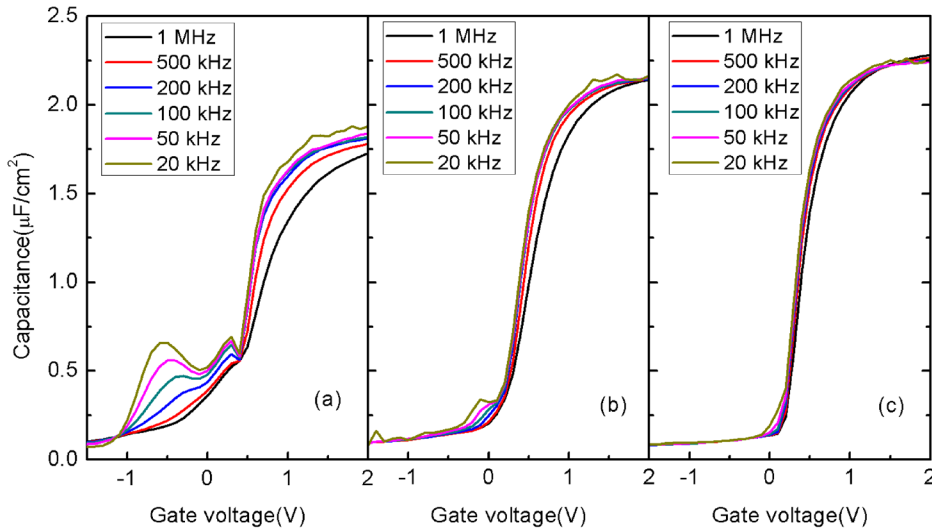 Capacitance(μF/cm²)
2.5
2.0
1.5
1.0
0.5
0.0
1 MHz
500 kHz
200 kHz
100 kHz
50 kHz
20 kHz
(a)
-1 0 1 2
Gate voltage(V)
1 MHz
500 kHz
200 kHz
100 kHz
50 kHz
20 kHz
(b)
-1 0 1 2
Gate voltage(V)
1 MHz
500 kHz
200 kHz
100 kHz
50 kHz
20 kHz
(c)
-1 0 1 2
Gate voltage(V)